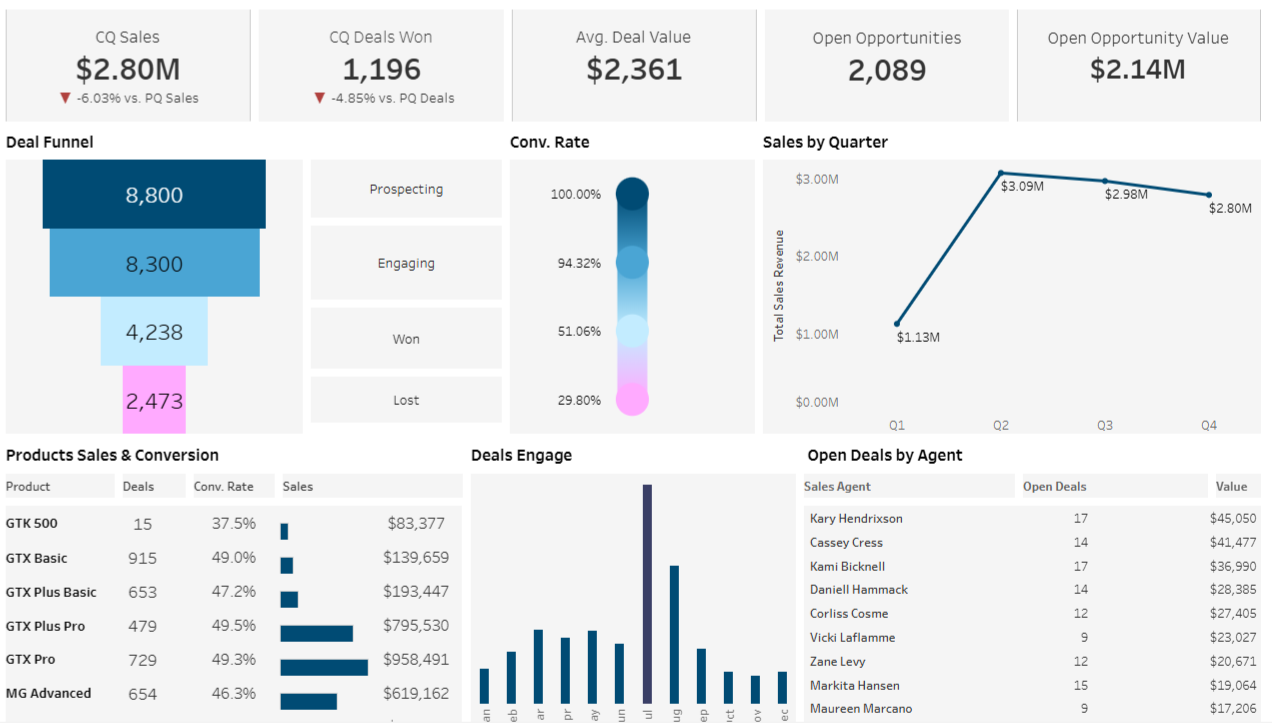 CQ Sales
$2.80M
▼ -6.03% vs. PQ Sales
CQ Deals Won
1,196
▼ -4.85% vs. PQ Deals
Avg. Deal Value
$2,361
Open Opportunities
2,089
Open Opportunity Value
$2.14M
Deal Funnel
8,800
8,300
4,238
2,473
Prospecting
Engaging
Won
Lost
Conv. Rate
100.00%
94.32%
51.06%
29.80%
Sales by Quarter
Total Sales Revenue
$3.00M
$2.00M
$1.00M
$0.00M
$1.13M
$3.09M
$2.98M
$2.80M
Q1 Q2 Q3 Q4
Products Sales & Conversion
Product Deals Conv. Rate Sales
GTK 500 15 37.5% $83,377
GTX Basic 915 49.0% $139,659
GTX Plus Basic 653 47.2% $193,447
GTX Plus Pro 479 49.5% $795,530
GTX Pro 729 49.3% $958,491
MG Advanced 654 46.3% $619,162
Deals Engage
an eb ar pr ay un ul ug ep ct ov ec
Open Deals by Agent
Sales Agent Open Deals Value
Kary Hendrixson 17 $45,050
Cassey Cress 14 $41,477
Kami Bicknell 17 $36,990
Daniell Hammack 14 $28,385
Corliss Cosme 12 $27,405
Vicki Laflamme 9 $23,027
Zane Levy 12 $20,671
Markita Hansen 15 $19,064
Maureen Marcano 9 $17,206